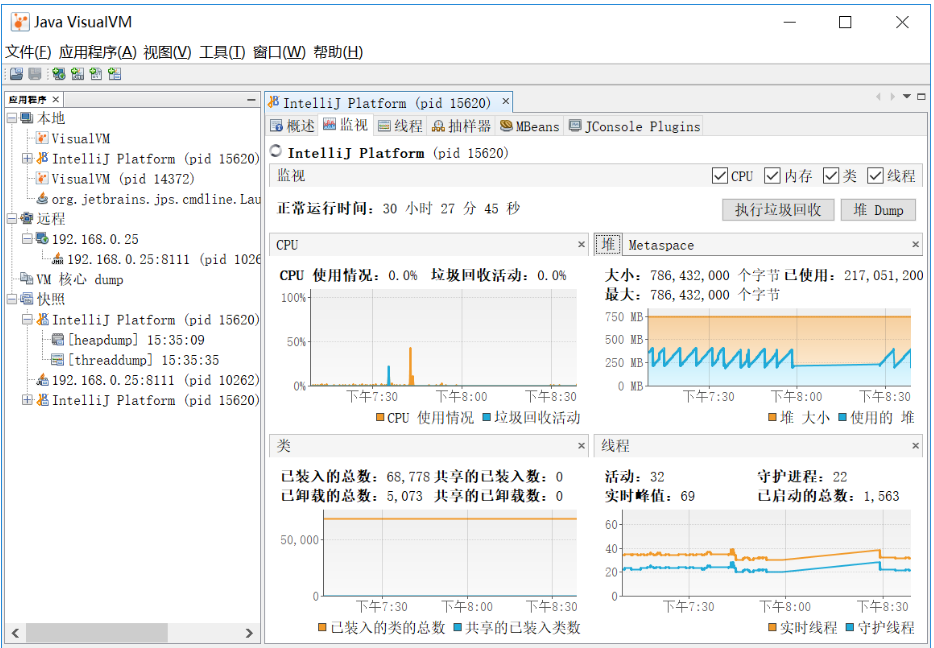 Java VisualVM
文件(F) 应用程序(A) 视图(V) 工具(T) 窗口(W) 帮助(H)
应用程序
本地
VisualVM
IntelliJ Platform (pid 15620)
VisualVM (pid 14372)
org.jetbrains.jps.cmdline.Lau
远程
192.168.0.25
192.168.0.25:8111 (pid 1026
VM 核心 dump
快照
IntelliJ Platform (pid 15620)
[heapdump] 15:35:09
[threaddump] 15:35:35
192.168.0.25:8111 (pid 10262)
IntelliJ Platform (pid 15620)
IntelliJ Platform (pid 15620)
概述 监视 线程 抽样器 MBeans JConsole Plugins
IntelliJ Platform (pid 15620)
监视 CPU 内存 类 线程
正常运行时间: 30 小时 27 分 45 秒 执行垃圾回收 堆 Dump
CPU
CPU 使用情况: 0.0% 垃圾回收活动: 0.0%
100%
50%
0%
下午7:30 下午8:00 下午8:30
CPU 使用情况 垃圾回收活动
堆 Metaspace
大小: 786,432,000 个字节 已使用: 217,051,200
最大: 786,432,000 个字节
750 MB
500 MB
250 MB
0 MB
下午7:30 下午8:00 下午8:30
堆 大小 使用的 堆
类
已装入的总数: 68,778 共享的已装入数: 0
已卸载的总数: 5,073 共享的已卸载数: 0
50,000
0
下午7:30 下午8:00 下午8:30
已装入的类的总数 共享的已装入类数
线程
活动: 32 守护进程: 22
实时峰值: 69 已启动的总数: 1,563
60
40
20
0
下午7:30 下午8:00 下午8:30
实时线程 守护线程